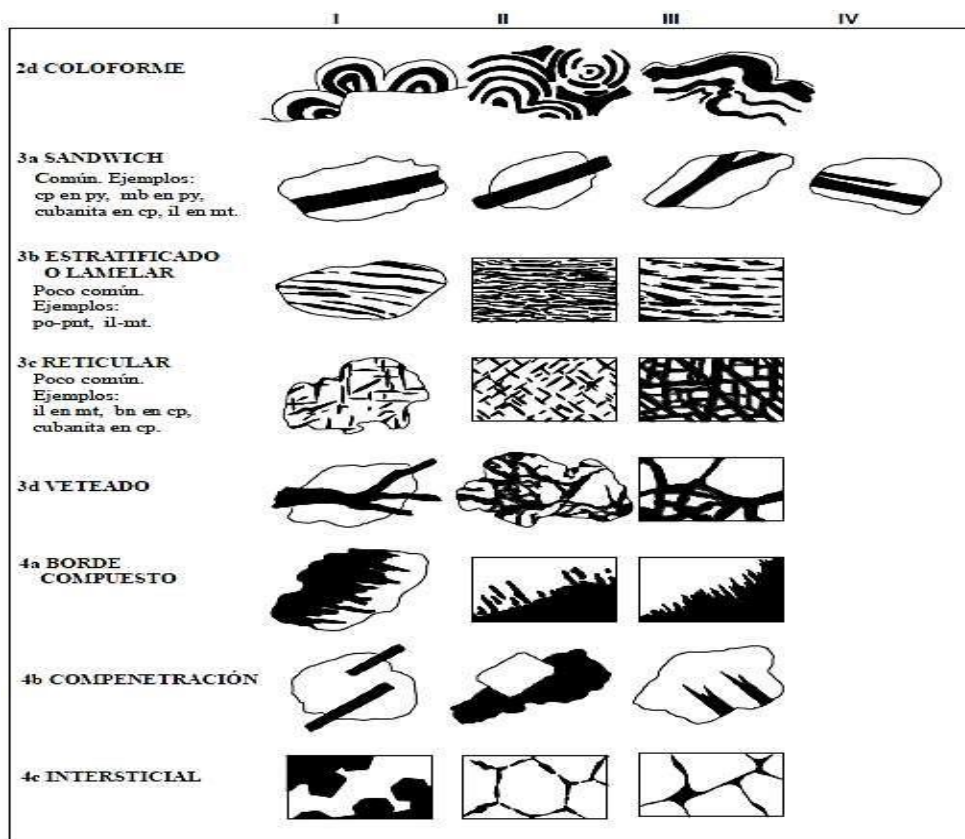 I II III IV
2d COLOFORME
3a SANDWICH
Común. Ejemplos:
cp en py, mb en py,
cubanita en cp, il en mt.
3b ESTRATIFICADO
O LAMELAR
Poco común.
Ejemplos:
po-pnt, il-mt.
3c RETICULAR
Poco común.
Ejemplos:
il en mt, bn en cp,
cubanita en cp.
3d VETEADO
4a BORDE
COMPUESTO
4b COMPENETRACIÓN
4c INTERSTICIAL